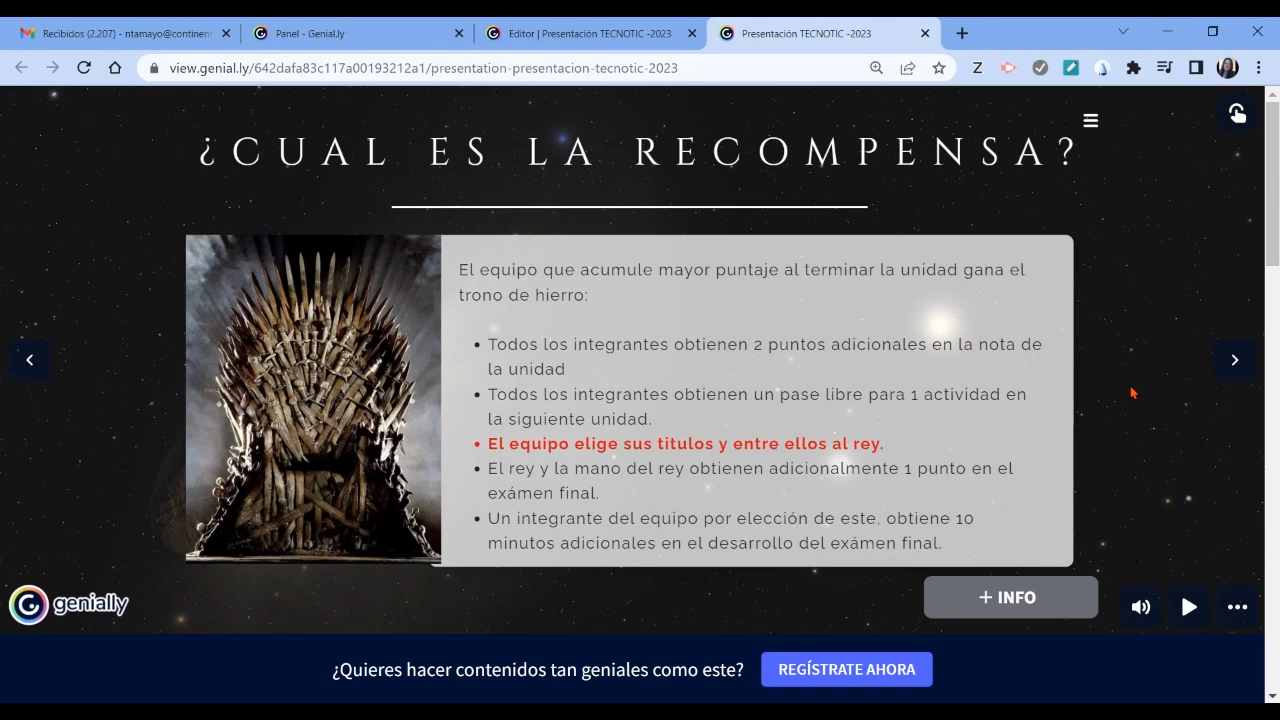 Recibidos (2.207) - ntamayo@continent
Panel - Genial.ly
Editor | Presentación TECNOTIC -2023
Presentación TECNOTIC -2023
view.genial.ly/642dafa83c117a00193212a1/presentation-presentacion-tecnotic-2023
Z
¿CUAL ES LA RECOMPENSA?
El equipo que acumule mayor puntaje al terminar la unidad gana el
trono de hierro:
• Todos los integrantes obtienen 2 puntos adicionales en la nota de
la unidad
• Todos los integrantes obtienen un pase libre para 1 actividad en
la siguiente unidad.
• El equipo elige sus titulos y entre ellos al rey.
• El rey y la mano del rey obtienen adicionalmente 1 punto en el
exámen final.
• Un integrante del equipo por elección de este, obtiene 10
minutos adicionales en el desarrollo del exámen final.
+ INFO
genially
¿Quieres hacer contenidos tan geniales como este?
REGÍSTRATE AHORA